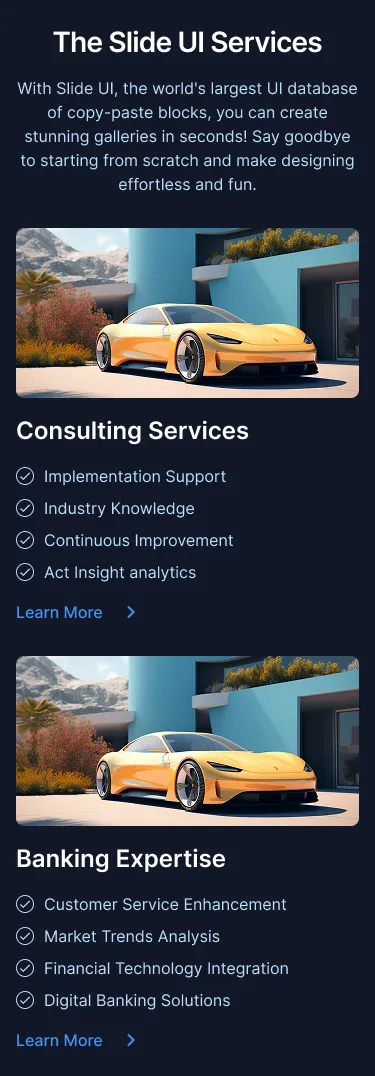 The Slide UI Services
With Slide UI, the world's largest UI database
of copy-paste blocks, you can create
stunning galleries in seconds! Say goodbye
to starting from scratch and make designing
effortless and fun.
Consulting Services
Implementation Support
Industry Knowledge
Continuous Improvement
Act Insight analytics
Learn More
Banking Expertise
Customer Service Enhancement
Market Trends Analysis
Financial Technology Integration
Digital Banking Solutions
Learn More